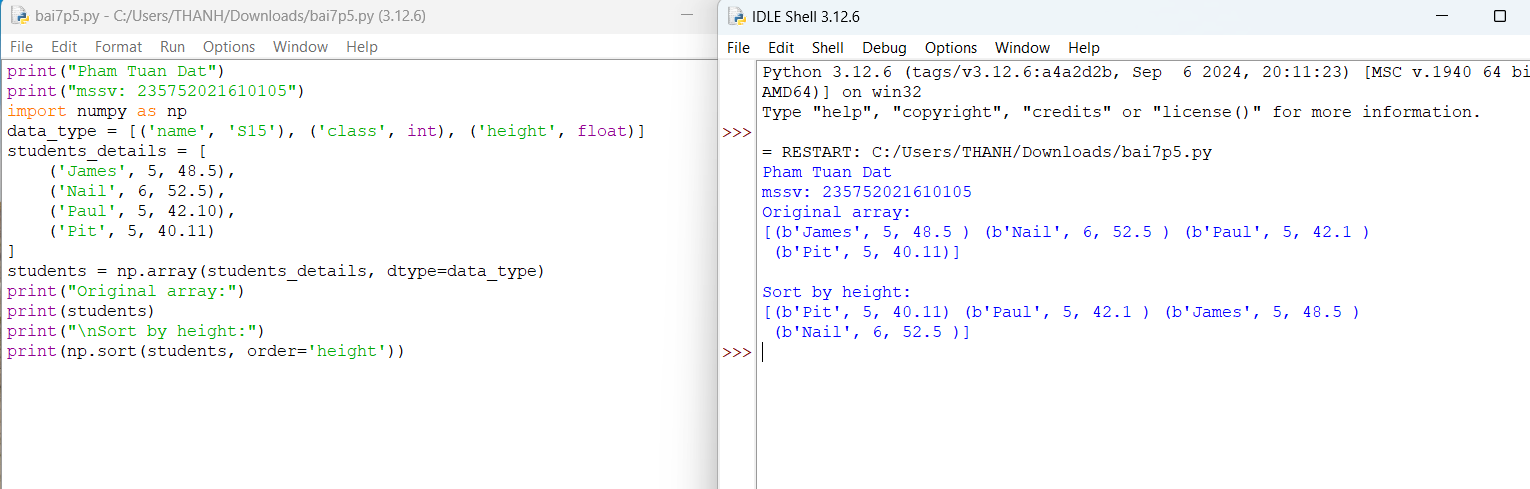 bai7p5.py - C:/Users/THANH/Downloads/bai7p5.py (3.12.6)
File Edit Format Run Options Window Help
print("Pham Tuan Dat")
print("mssv: 235752021610105")
import numpy as np
data_type = [('name', 'S15'), ('class', int), ('height', float)]
students_details = [
    ('James', 5, 48.5),
    ('Nail', 6, 52.5),
    ('Paul', 5, 42.10),
    ('Pit', 5, 40.11)
]
students = np.array(students_details, dtype=data_type)
print("Original array:")
print(students)
print("\nSort by height:")
print(np.sort(students, order='height'))
IDLE Shell 3.12.6
File Edit Shell Debug Options Window Help
Python 3.12.6 (tags/v3.12.6:a4a2d2b, Sep  6 2024, 20:11:23) [MSC v.1940 64 bi
AMD64)] on win32
Type "help", "copyright", "credits" or "license()" for more information.
>>>
= RESTART: C:/Users/THANH/Downloads/bai7p5.py
Pham Tuan Dat
mssv: 235752021610105
Original array:
[(b'James', 5, 48.5 ) (b'Nail', 6, 52.5 ) (b'Paul', 5, 42.1 )
 (b'Pit', 5, 40.11)]
Sort by height:
[(b'Pit', 5, 40.11) (b'Paul', 5, 42.1 ) (b'James', 5, 48.5 )
 (b'Nail', 6, 52.5 )]
>>>